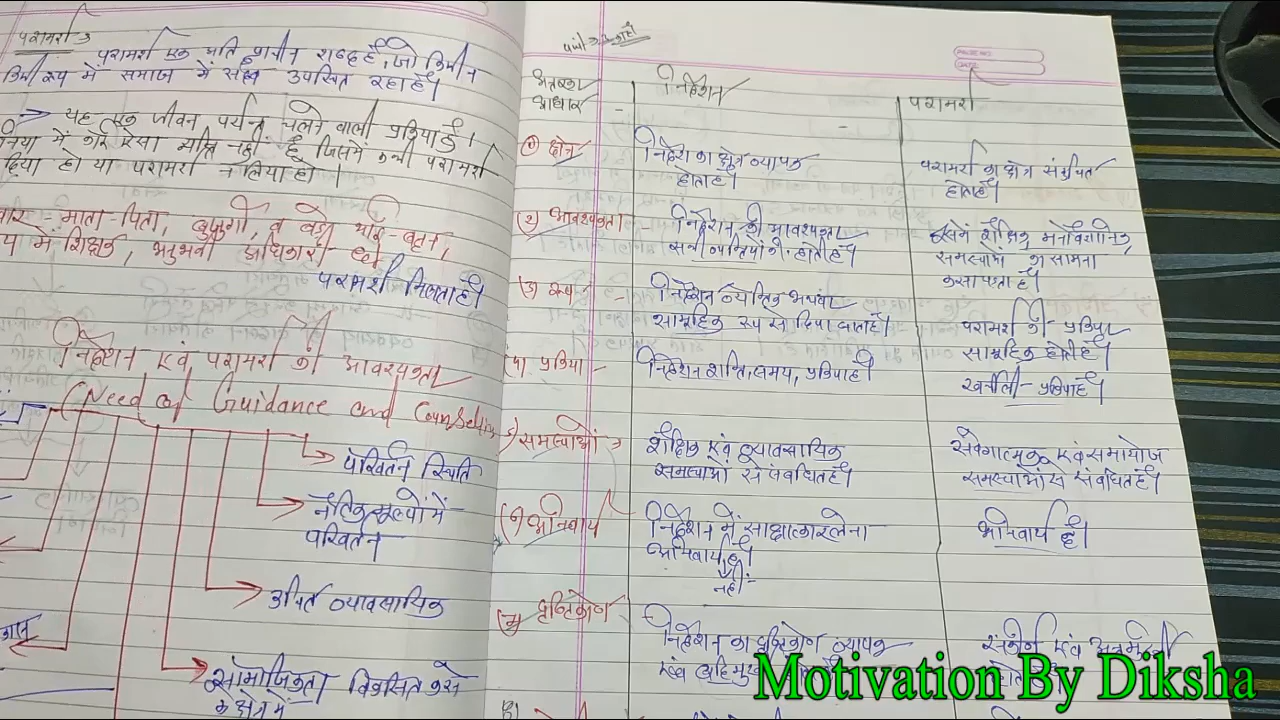 परामर्श
परामर्श एक अति प्राचीन शब्द है, जो किसी न
किसी रूप में समाज में सदैव उपस्थित रहा है।
→ यह एक जीवन पर्यन्त चलने वाली प्रक्रिया है।
में कोई ऐसा व्यक्ति नहीं है जिसने कभी परामर्श
दिया हो या परामर्श न लिया हो।
माता-पिता, बुजुर्गो, व बड़े भाई-बहन,
में शिक्षक, अनुभवी अधिकारी
परामर्श मिलता है।
निर्देशन एवं परामर्श की आवश्यकता
(Need of Guidance and Counselling
परिवर्तन स्थिति
नैतिक मूल्यों में
परिवर्तन
उचित व्यावसायिक
सामाजिकता विकसित करने
के क्षेत्र में
अन्तर का
आधार -
निर्देशन
परामर्श
(1) क्षेत्र
निर्देशन का क्षेत्र व्यापक
होता है।
परामर्श का क्षेत्र संकुचित
होता है।
(2) आवश्यकता
निर्देशन की आवश्यकता
सभी व्यक्तियों को होती है।
इसमें शैक्षिक मनोवैज्ञानिक
समस्याओं का सामना
करना पड़ता है।
(3) रूप -
निर्देशन व्यक्तिक अथवा
सामूहिक रूप से दिया जाता है।
परामर्श की प्रक्रिया
सामूहिक होती है।
(4) प्रक्रिया -
निर्देशन शक्ति, समय, प्रक्रिया है।
खर्चीली - प्रक्रिया है।
5) समस्याओं
शैक्षिक एवं व्यावसायिक
समस्याओं से संबंधित है।
संवेगात्मक एवं समायोजन
समस्याओं से संबंधित है।
अनिवार्य
निर्देशन में साक्षात्कार लेना
अनिवार्य है।
नहीं
अनिवार्य है।
दृष्टिकोण
निर्देशन का दृष्टिकोण व्यापक
एवं बहिर्मुखी
संकीर्ण एवं अन्तर्मुखी
Motivation By Diksha